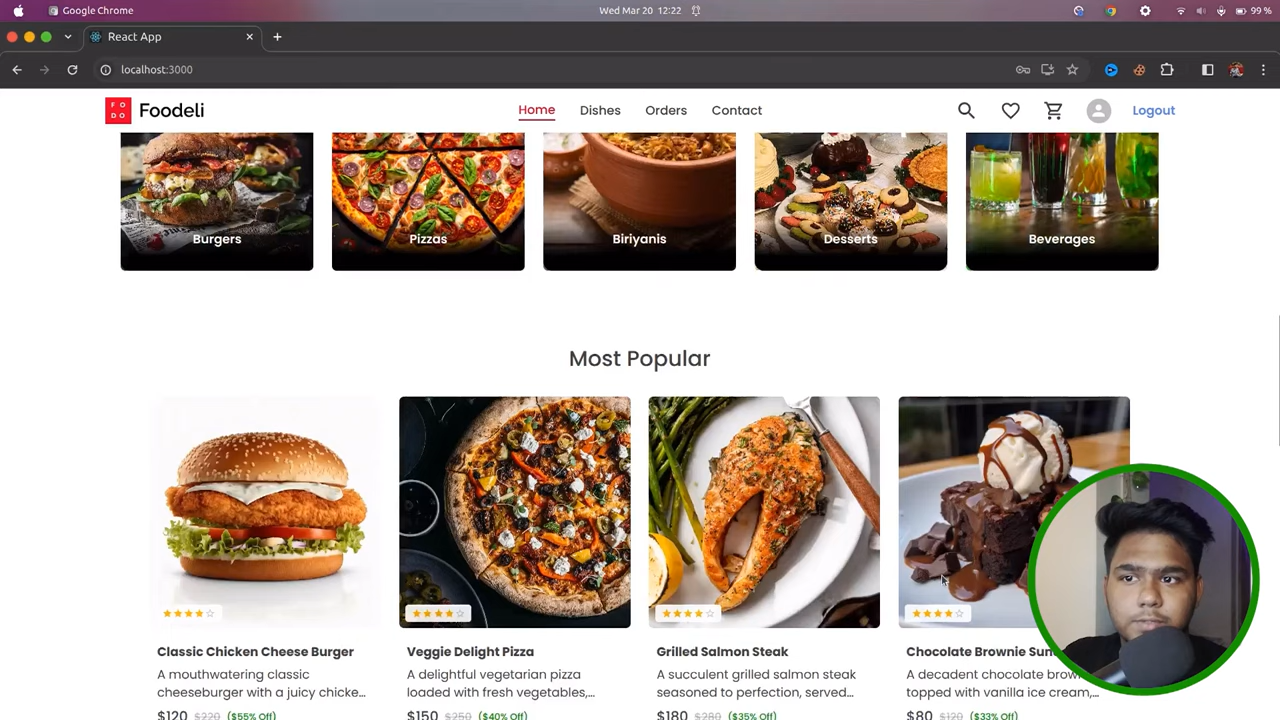 Google Chrome
Wed Mar 20 12:22
99 %
React App
localhost:3000
FO
DO
Foodeli
Home
Dishes
Orders
Contact
Logout
Burgers
Pizzas
Biriyanis
Desserts
Beverages
Most Popular
Classic Chicken Cheese Burger
A mouthwatering classic
cheeseburger with a juicy chicke...
$120 $220 ($55% Off)
Veggie Delight Pizza
A delightful vegetarian pizza
loaded with fresh vegetables,...
$150 $250 ($40% Off)
Grilled Salmon Steak
A succulent grilled salmon steak
seasoned to perfection, served...
$180 $280 ($35% Off)
Chocolate Brownie
A decadent chocolate
topped with vanilla ice cream,...
$80 $120 ($33% Off)